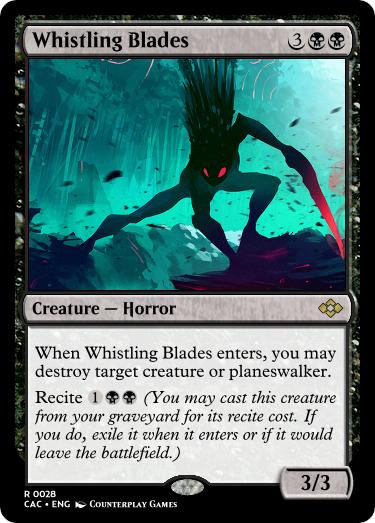 Whistling Blades 3
Creature — Horror
When Whistling Blades enters, you may
destroy target creature or planeswalker.
Recite 1 (You may cast this creature
from your graveyard for its recite cost. If
you do, exile it when it enters or if it would
leave the battlefield.)
3/3
R 0028
CAC • ENG Counterplay Games